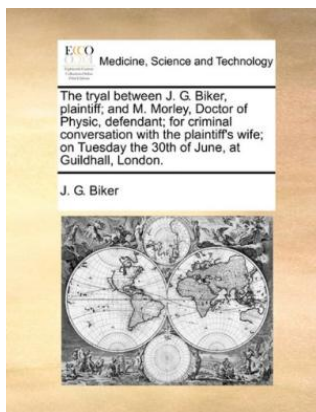 ECCO
Medicine, Science and Technology
The tryal between J. G. Biker,
plaintiff; and M. Morley, Doctor of
Physic, defendant; for criminal
conversation with the plaintiff's wife;
on Tuesday the 30th of June, at
Guildhall, London.
J. G. Biker